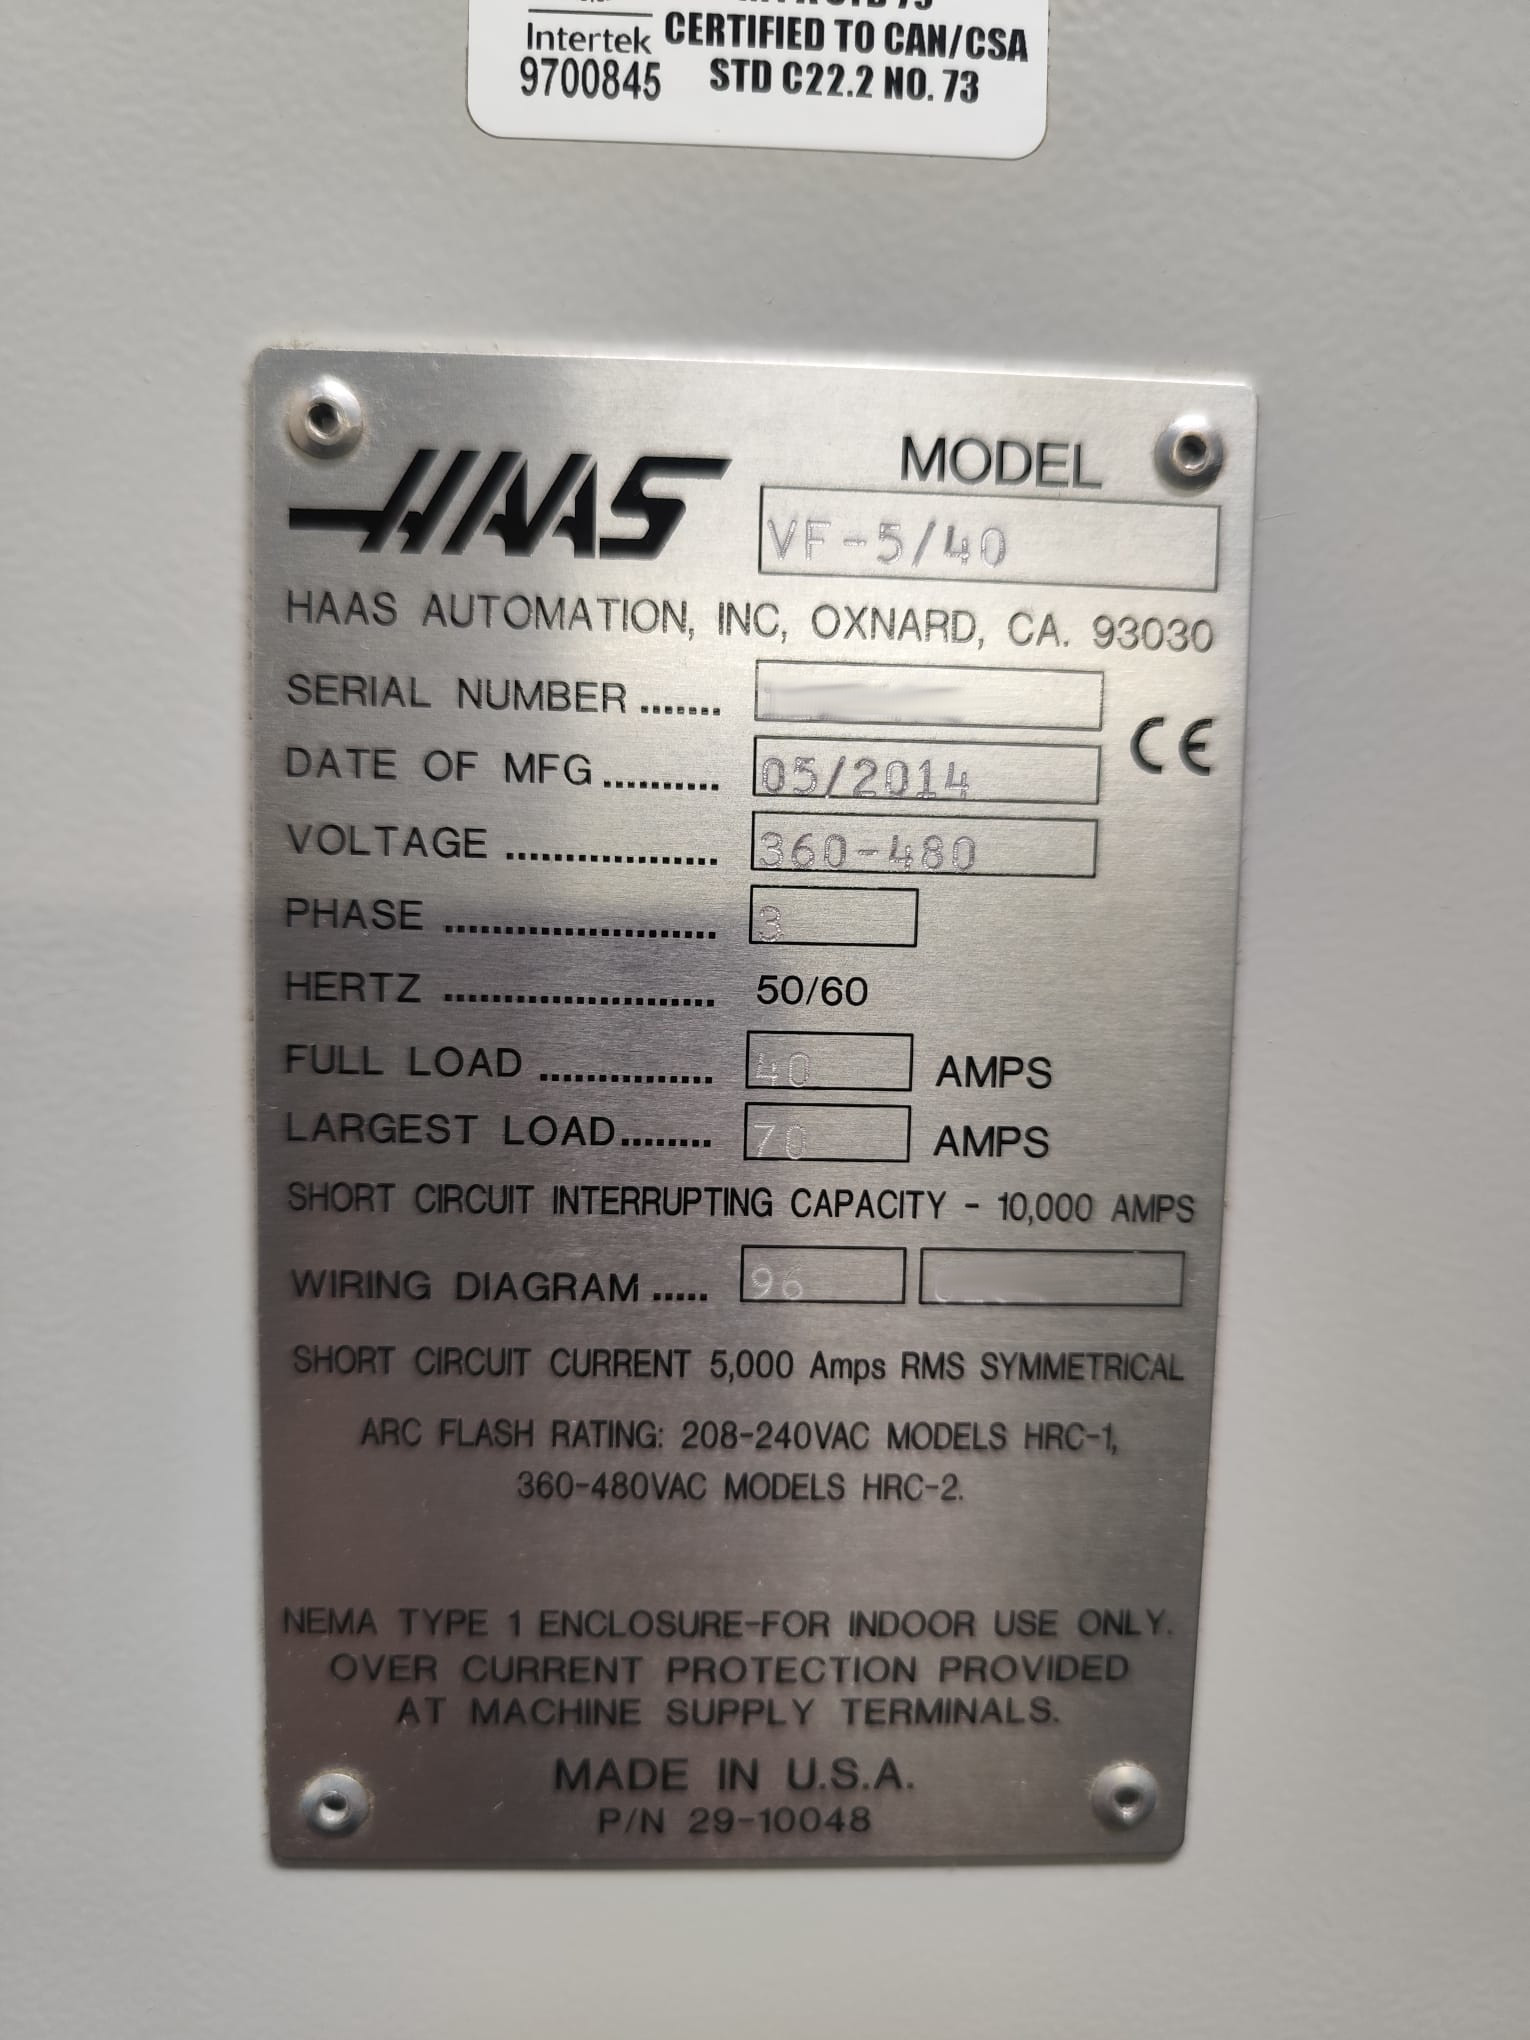 Intertek
9700845
CERTIFIED TO CAN/CSA
STD C22.2 NO. 73
HAAS
MODEL
VF-5/40
HAAS AUTOMATION, INC, OXNARD, CA. 93030
SERIAL NUMBER .......
CE
DATE OF MFG.......... 05/2014
VOLTAGE .................. 360-480
PHASE ....................... 3
HERTZ ....................... 50/60
FULL LOAD ............... 40 AMPS
LARGEST LOAD........ 70 AMPS
SHORT CIRCUIT INTERRUPTING CAPACITY - 10,000 AMPS
WIRING DIAGRAM ..... 96
SHORT CIRCUIT CURRENT 5,000 Amps RMS SYMMETRICAL
ARC FLASH RATING: 208-240VAC MODELS HRC-1,
360-480VAC MODELS HRC-2.
NEMA TYPE 1 ENCLOSURE-FOR INDOOR USE ONLY.
OVER CURRENT PROTECTION PROVIDED
AT MACHINE SUPPLY TERMINALS.
MADE IN U.S.A.
P/N 29-10048